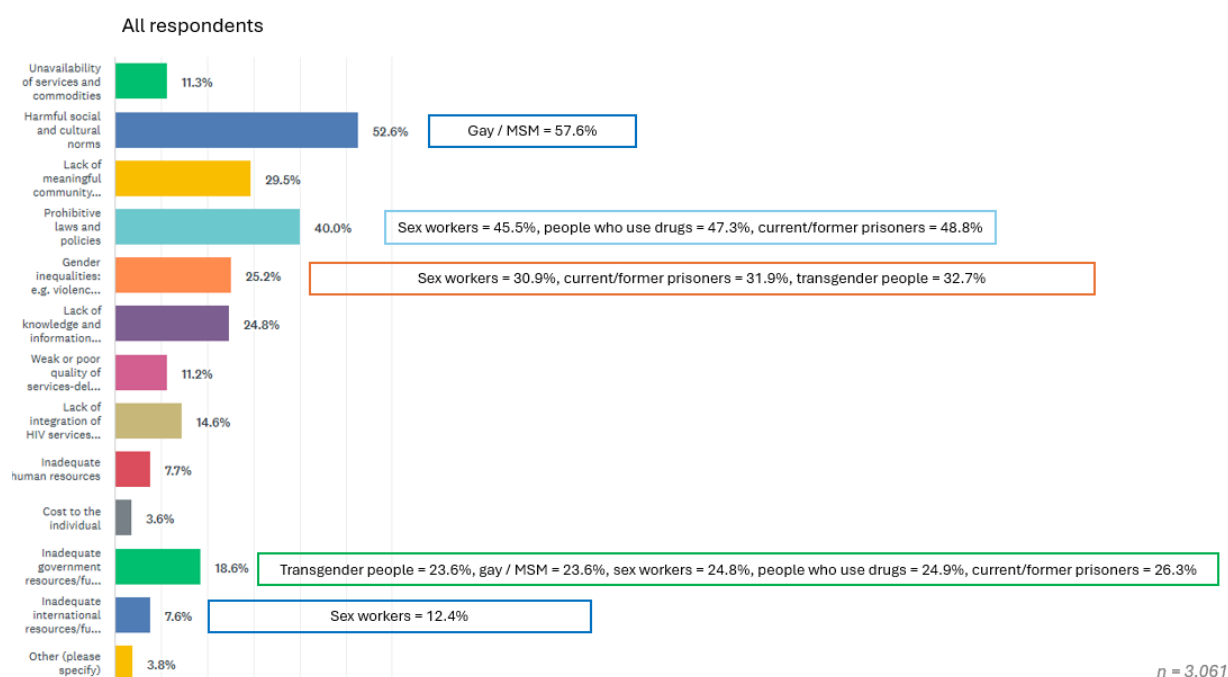 All respondents
Unavailability
of services and
commodities
11.3%
Harmful social
and cultural
norms
52.6%
Gay / MSM = 57.6%
Lack of
meaningful
community...
29.5%
Prohibitive
laws and
policies
40.0%
Sex workers = 45.5%, people who use drugs = 47.3%, current/former prisoners = 48.8%
Gender
inequalities:
e.g. violenc...
25.2%
Sex workers = 30.9%, current/former prisoners = 31.9%, transgender people = 32.7%
Lack of
knowledge and
information...
24.8%
Weak or poor
quality of
services-del...
11.2%
Lack of
integration of
HIV services...
14.6%
Inadequate
human resources
7.7%
Cost to the
individual
3.6%
Inadequate
government
resources/fu...
18.6%
Transgender people = 23.6%, gay / MSM = 23.6%, sex workers = 24.8%, people who use drugs = 24.9%, current/former prisoners = 26.3%
Inadequate
international
resources/fu...
7.6%
Sex workers = 12.4%
Other (please
specify)
3.8%
n = 3,061